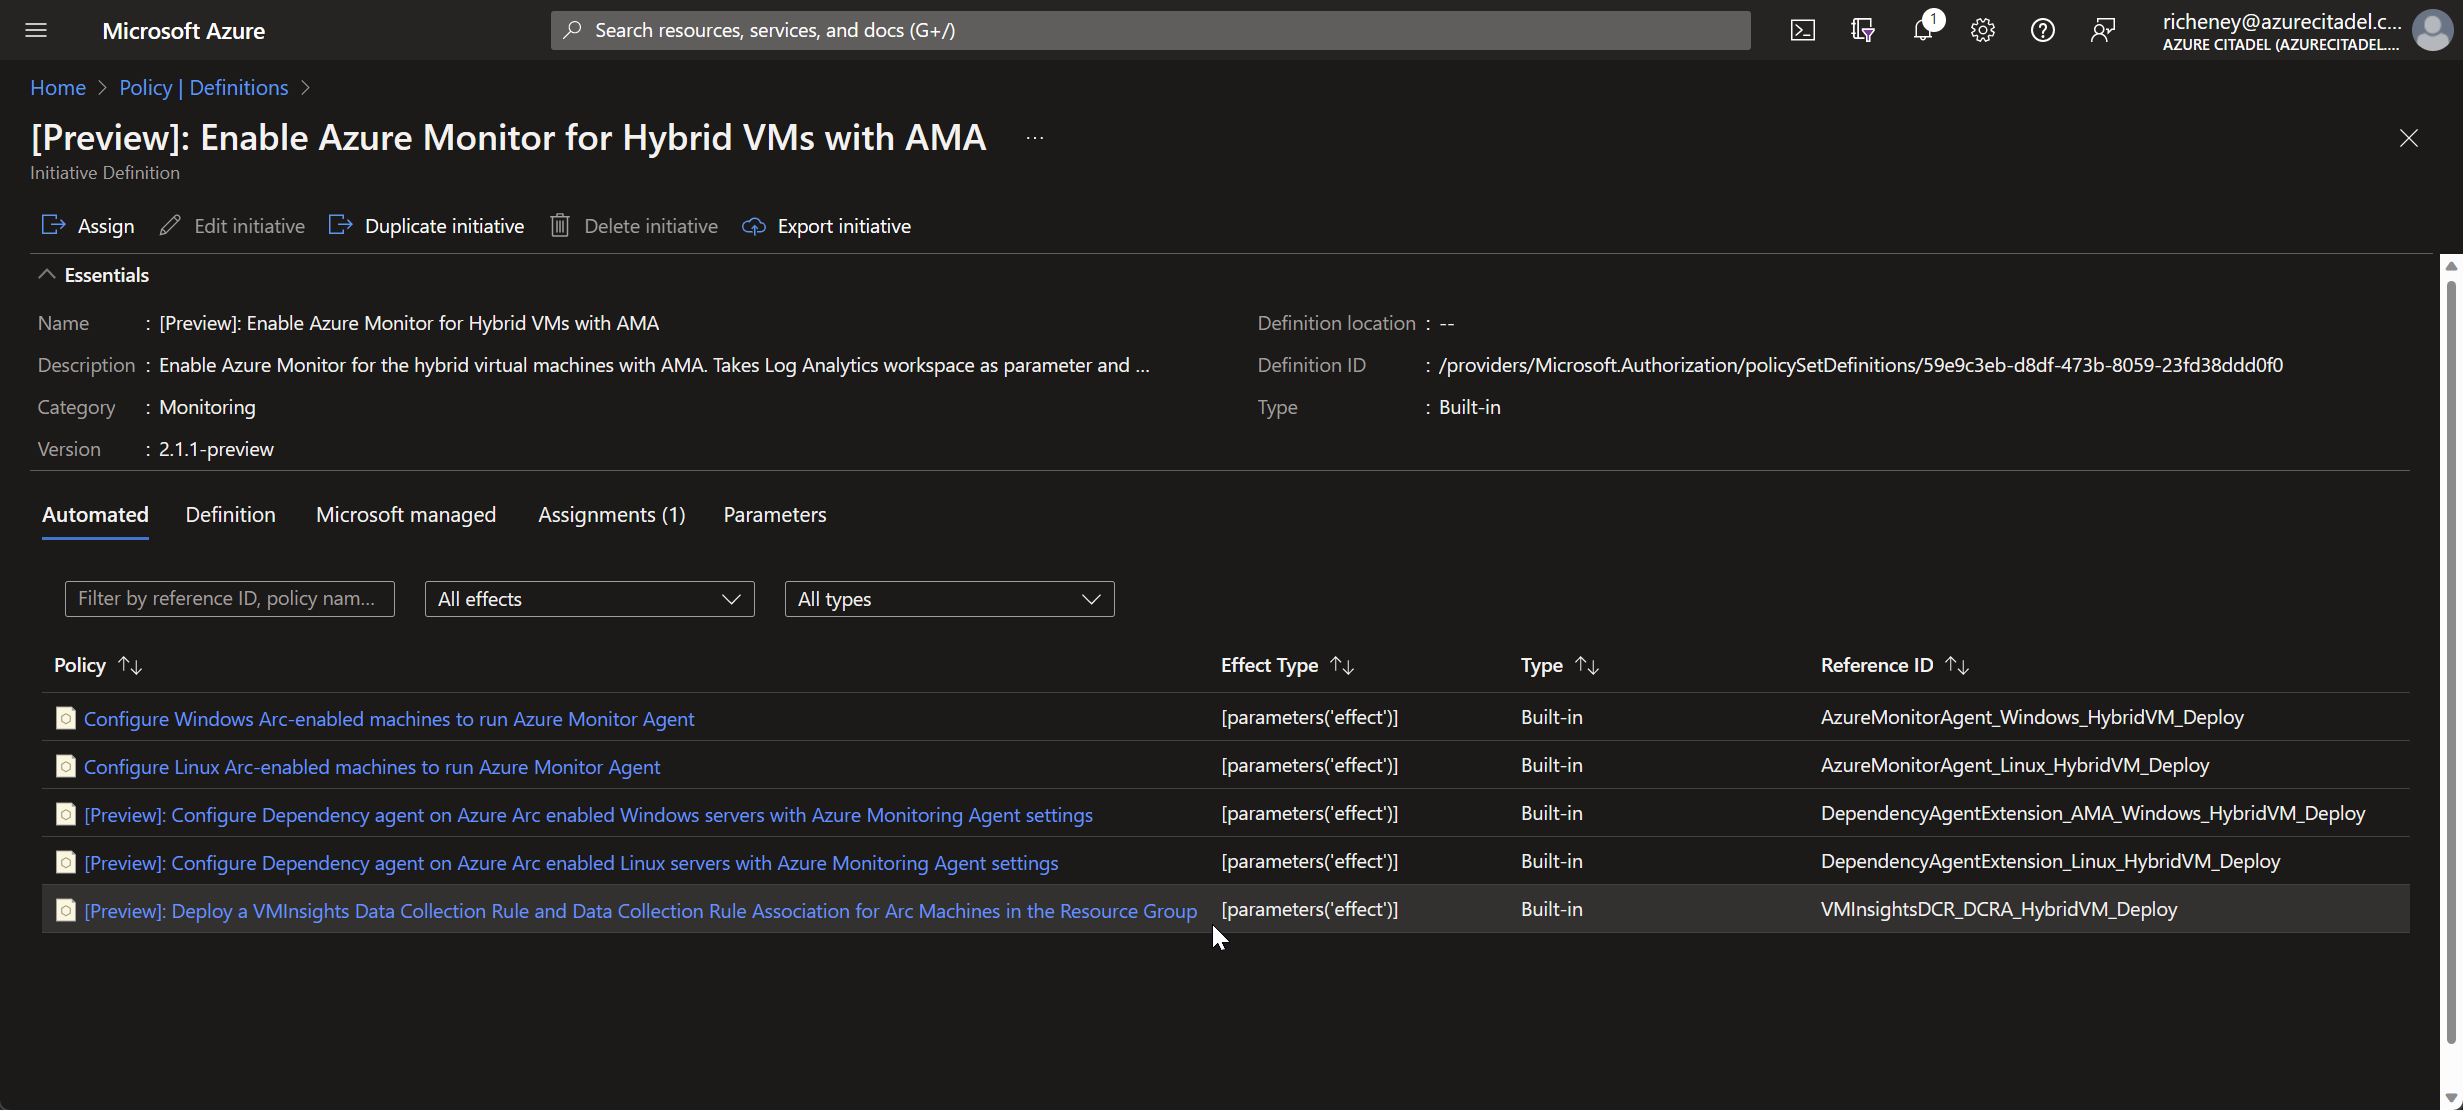 Microsoft Azure
Search resources, services, and docs (G+/)
1
richeney@azurecitadel.c...
AZURE CITADEL (AZURECITADEL....
Home > Policy | Definitions >
[Preview]: Enable Azure Monitor for Hybrid VMs with AMA ...
Initiative Definition
Assign Edit initiative Duplicate initiative Delete initiative Export initiative
Essentials
Name : [Preview]: Enable Azure Monitor for Hybrid VMs with AMA
Definition location : --
Description : Enable Azure Monitor for the hybrid virtual machines with AMA. Takes Log Analytics workspace as parameter and ...
Definition ID : /providers/Microsoft.Authorization/policySetDefinitions/59e9c3eb-d8df-473b-8059-23fd38ddd0f0
Category : Monitoring
Type : Built-in
Version : 2.1.1-preview
Automated Definition Microsoft managed Assignments (1) Parameters
Filter by reference ID, policy nam... All effects All types
Policy Effect Type Type Reference ID
Configure Windows Arc-enabled machines to run Azure Monitor Agent [parameters('effect')] Built-in AzureMonitorAgent_Windows_HybridVM_Deploy
Configure Linux Arc-enabled machines to run Azure Monitor Agent [parameters('effect')] Built-in AzureMonitorAgent_Linux_HybridVM_Deploy
[Preview]: Configure Dependency agent on Azure Arc enabled Windows servers with Azure Monitoring Agent settings [parameters('effect')] Built-in DependencyAgentExtension_AMA_Windows_HybridVM_Deploy
[Preview]: Configure Dependency agent on Azure Arc enabled Linux servers with Azure Monitoring Agent settings [parameters('effect')] Built-in DependencyAgentExtension_Linux_HybridVM_Deploy
[Preview]: Deploy a VMInsights Data Collection Rule and Data Collection Rule Association for Arc Machines in the Resource Group [parameters('effect')] Built-in VMInsightsDCR_DCRA_HybridVM_Deploy